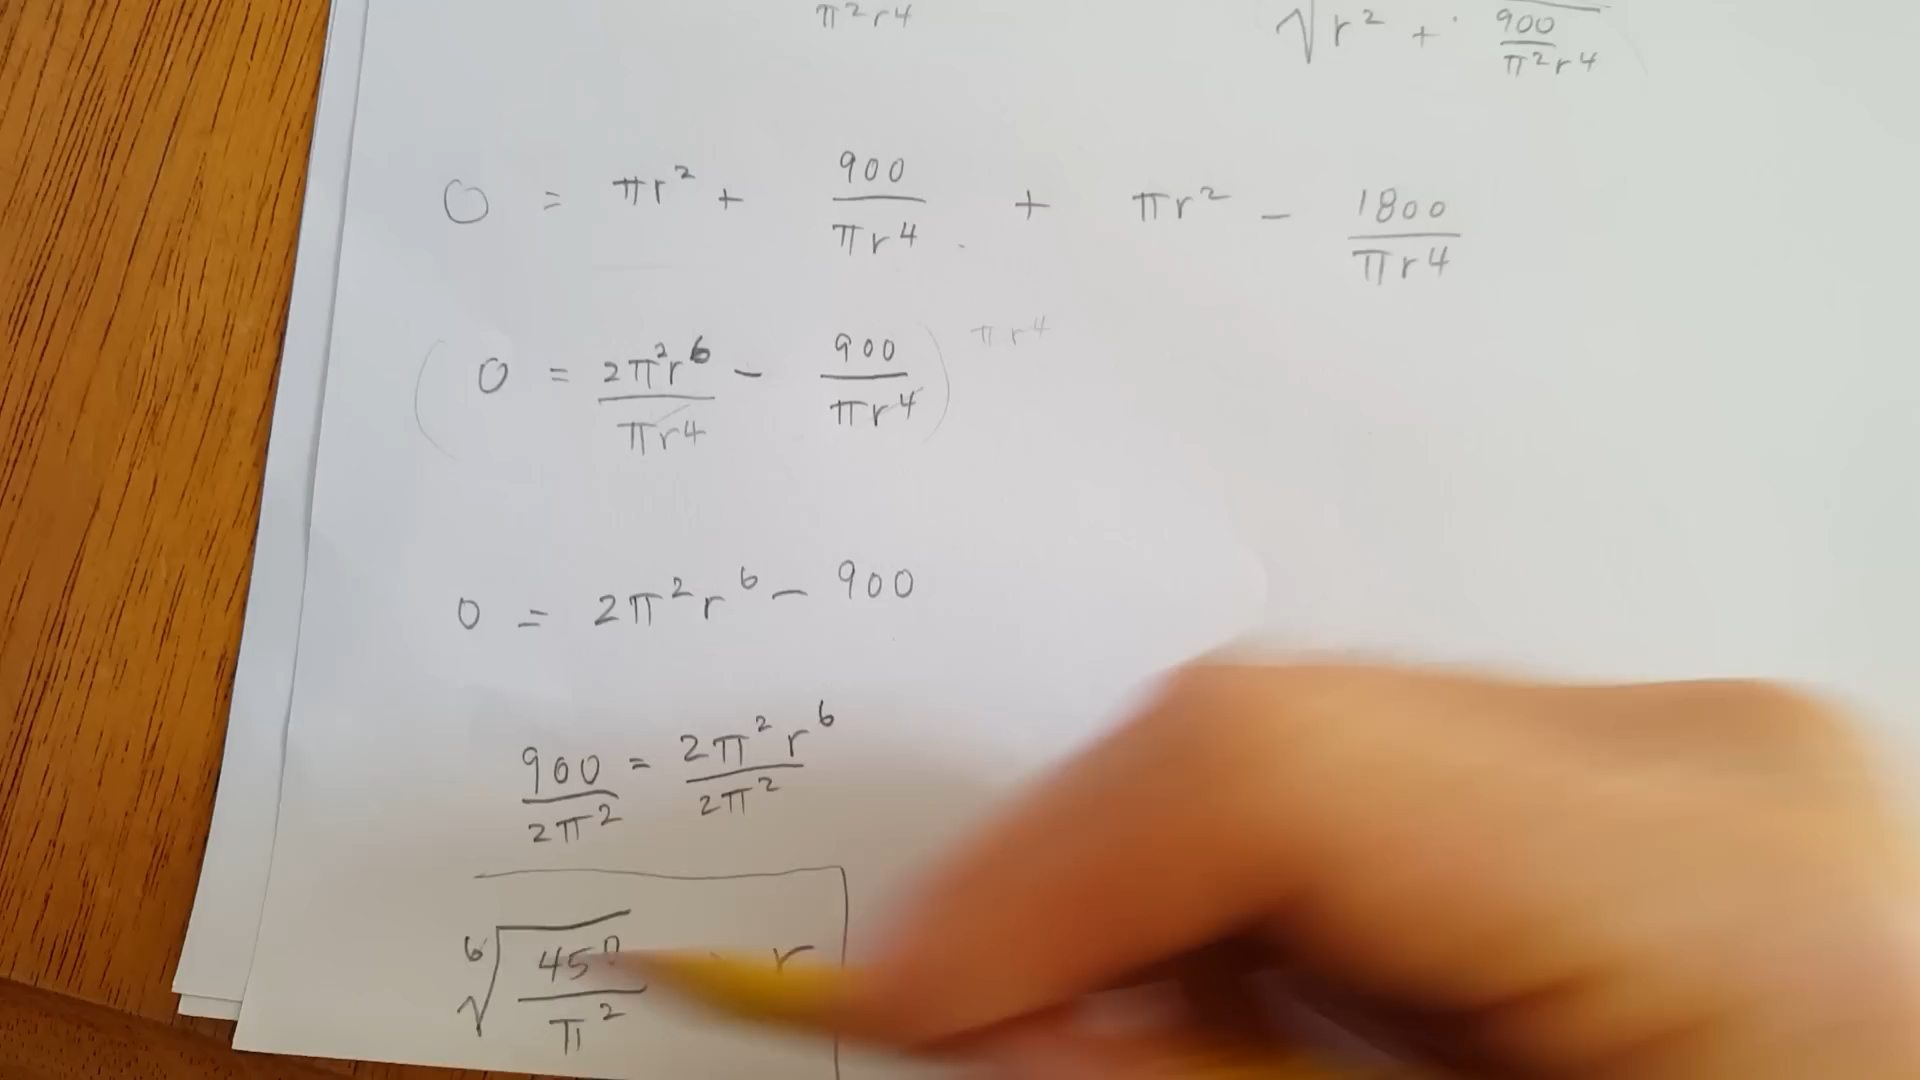 π²r⁴ √r² + 900/π²r⁴
0 = πr² + 900/πr⁴ + πr² - 1800/πr⁴
(0 = 2π²r⁶/πr⁴ - 900/πr⁴) πr⁴
0 = 2π²r⁶ - 900
900/2π² = 2π²r⁶/2π²
⁶√450/π² r